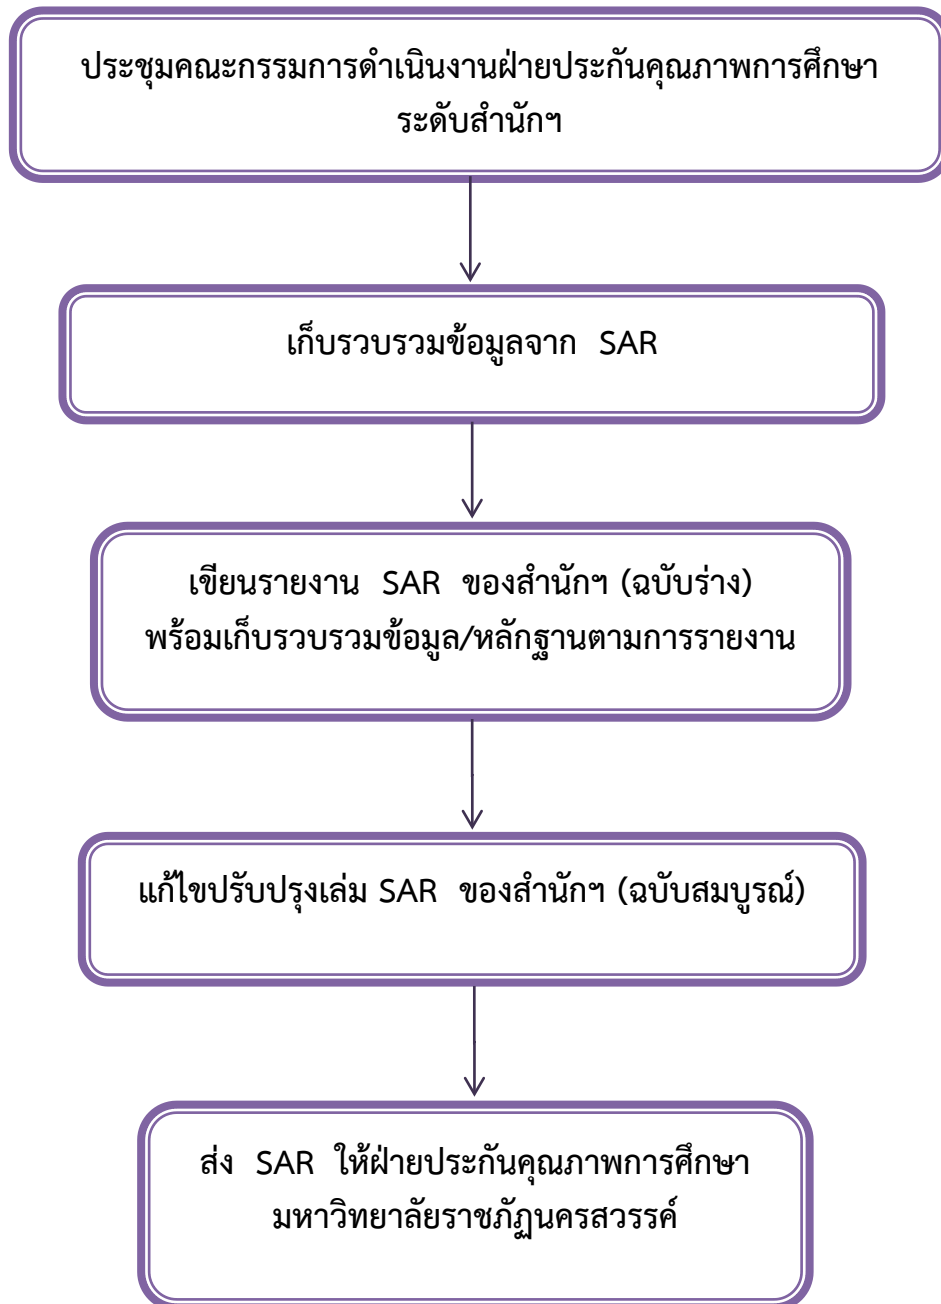 ประชุมคณะกรรมการดำเนินงานฝ่ายประกันคุณภาพการศึกษา
ระดับสำนักฯ
เก็บรวบรวมข้อมูลจาก SAR
เขียนรายงาน SAR ของสำนักฯ (ฉบับร่าง)
พร้อมเก็บรวบรวมข้อมูล/หลักฐานตามการรายงาน
แก้ไขปรับปรุงเล่ม SAR ของสำนักฯ (ฉบับสมบูรณ์)
ส่ง SAR ให้ฝ่ายประกันคุณภาพการศึกษา
มหาวิทยาลัยราชภัฏนครสวรรค์